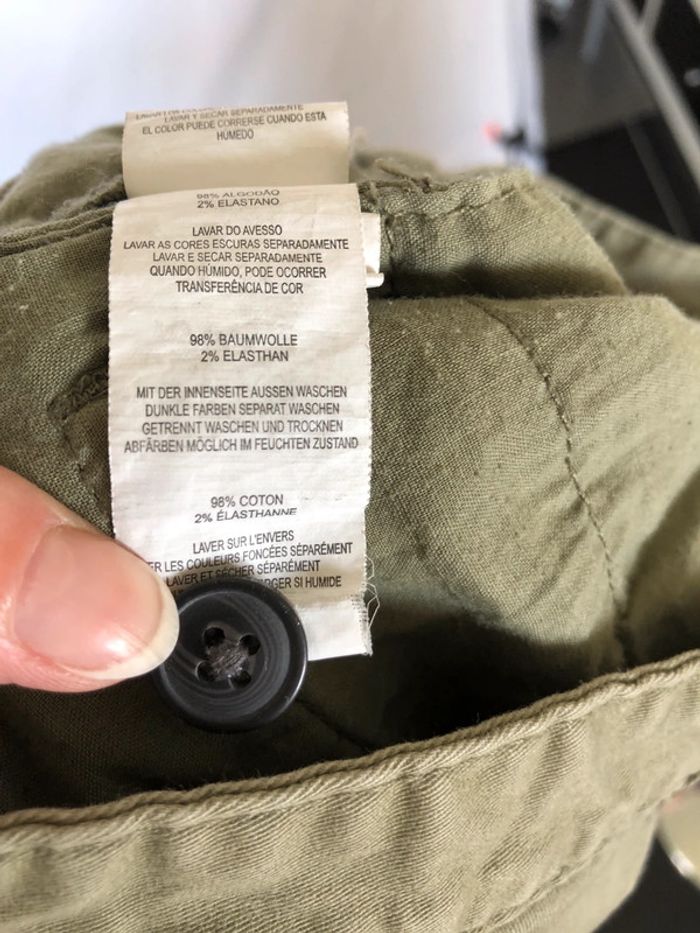 LAVAR Y SECAR SEPARADAMENTE
EL COLOR PUEDE CORRERSE CUANDO ESTA
HÚMEDO
98% ALGODÃO
2% ELASTANO
LAVAR DO AVESSO
LAVAR AS CORES ESCURAS SEPARADAMENTE
LAVAR E SECAR SEPARADAMENTE
QUANDO HÚMIDO, PODE OCORRER
TRANSFERÊNCIA DE COR
98% BAUMWOLLE
2% ELASTHAN
MIT DER INNENSEITE AUSSEN WASCHEN
DUNKLE FARBEN SEPARAT WASCHEN
GETRENNT WASCHEN UND TROCKNEN
ABFÄRBEN MÖGLICH IM FEUCHTEN ZUSTAND
98% COTON
2% ÉLASTHANNE
LAVER SUR L'ENVERS
LES COULEURS FONCÉES SÉPARÉMENT
LAVER ET SÉCHER SÉPARÉMENT
SI HUMIDE